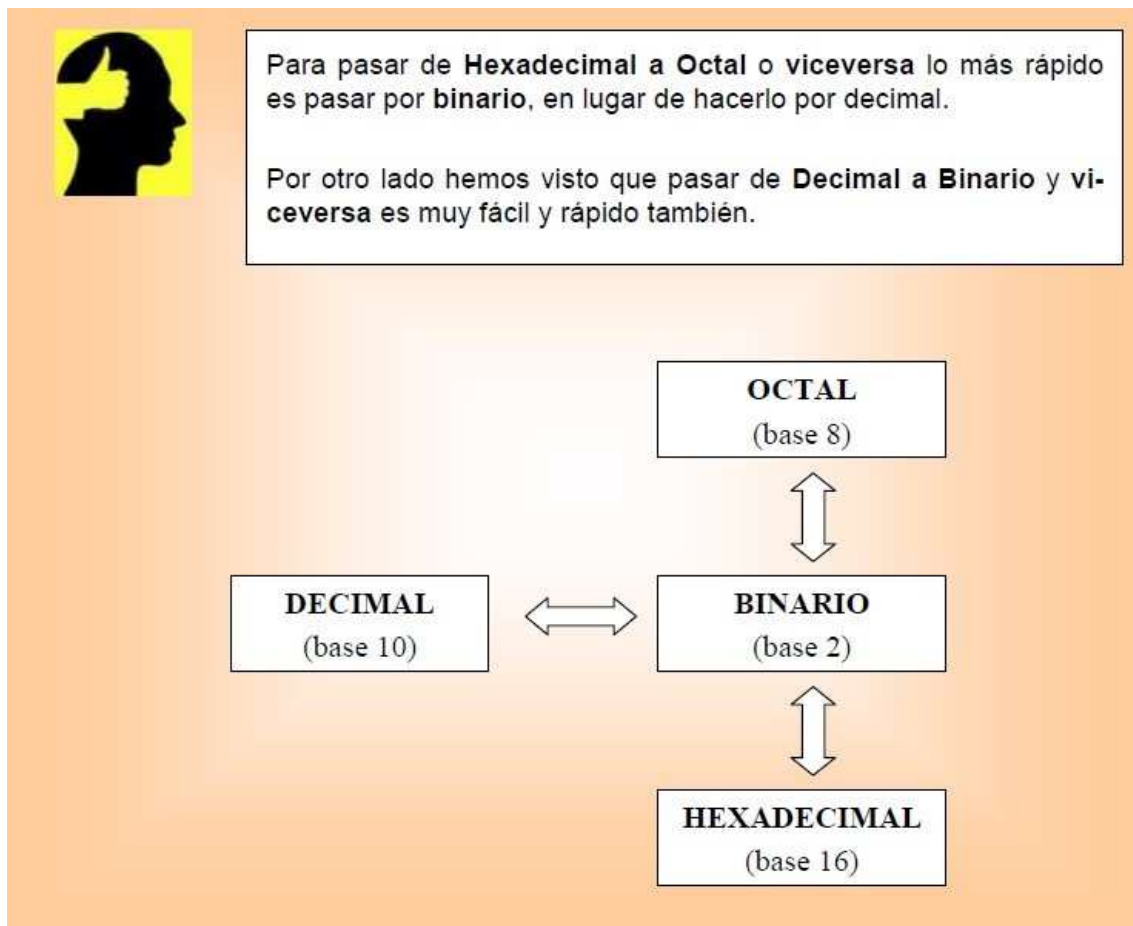 Para pasar de Hexadecimal a Octal o viceversa lo más rápido
es pasar por binario, en lugar de hacerlo por decimal.
Por otro lado hemos visto que pasar de Decimal a Binario y vi-
ceversa es muy fácil y rápido también.
OCTAL
(base 8)
DECIMAL
(base 10)
BINARIO
(base 2)
HEXADECIMAL
(base 16)